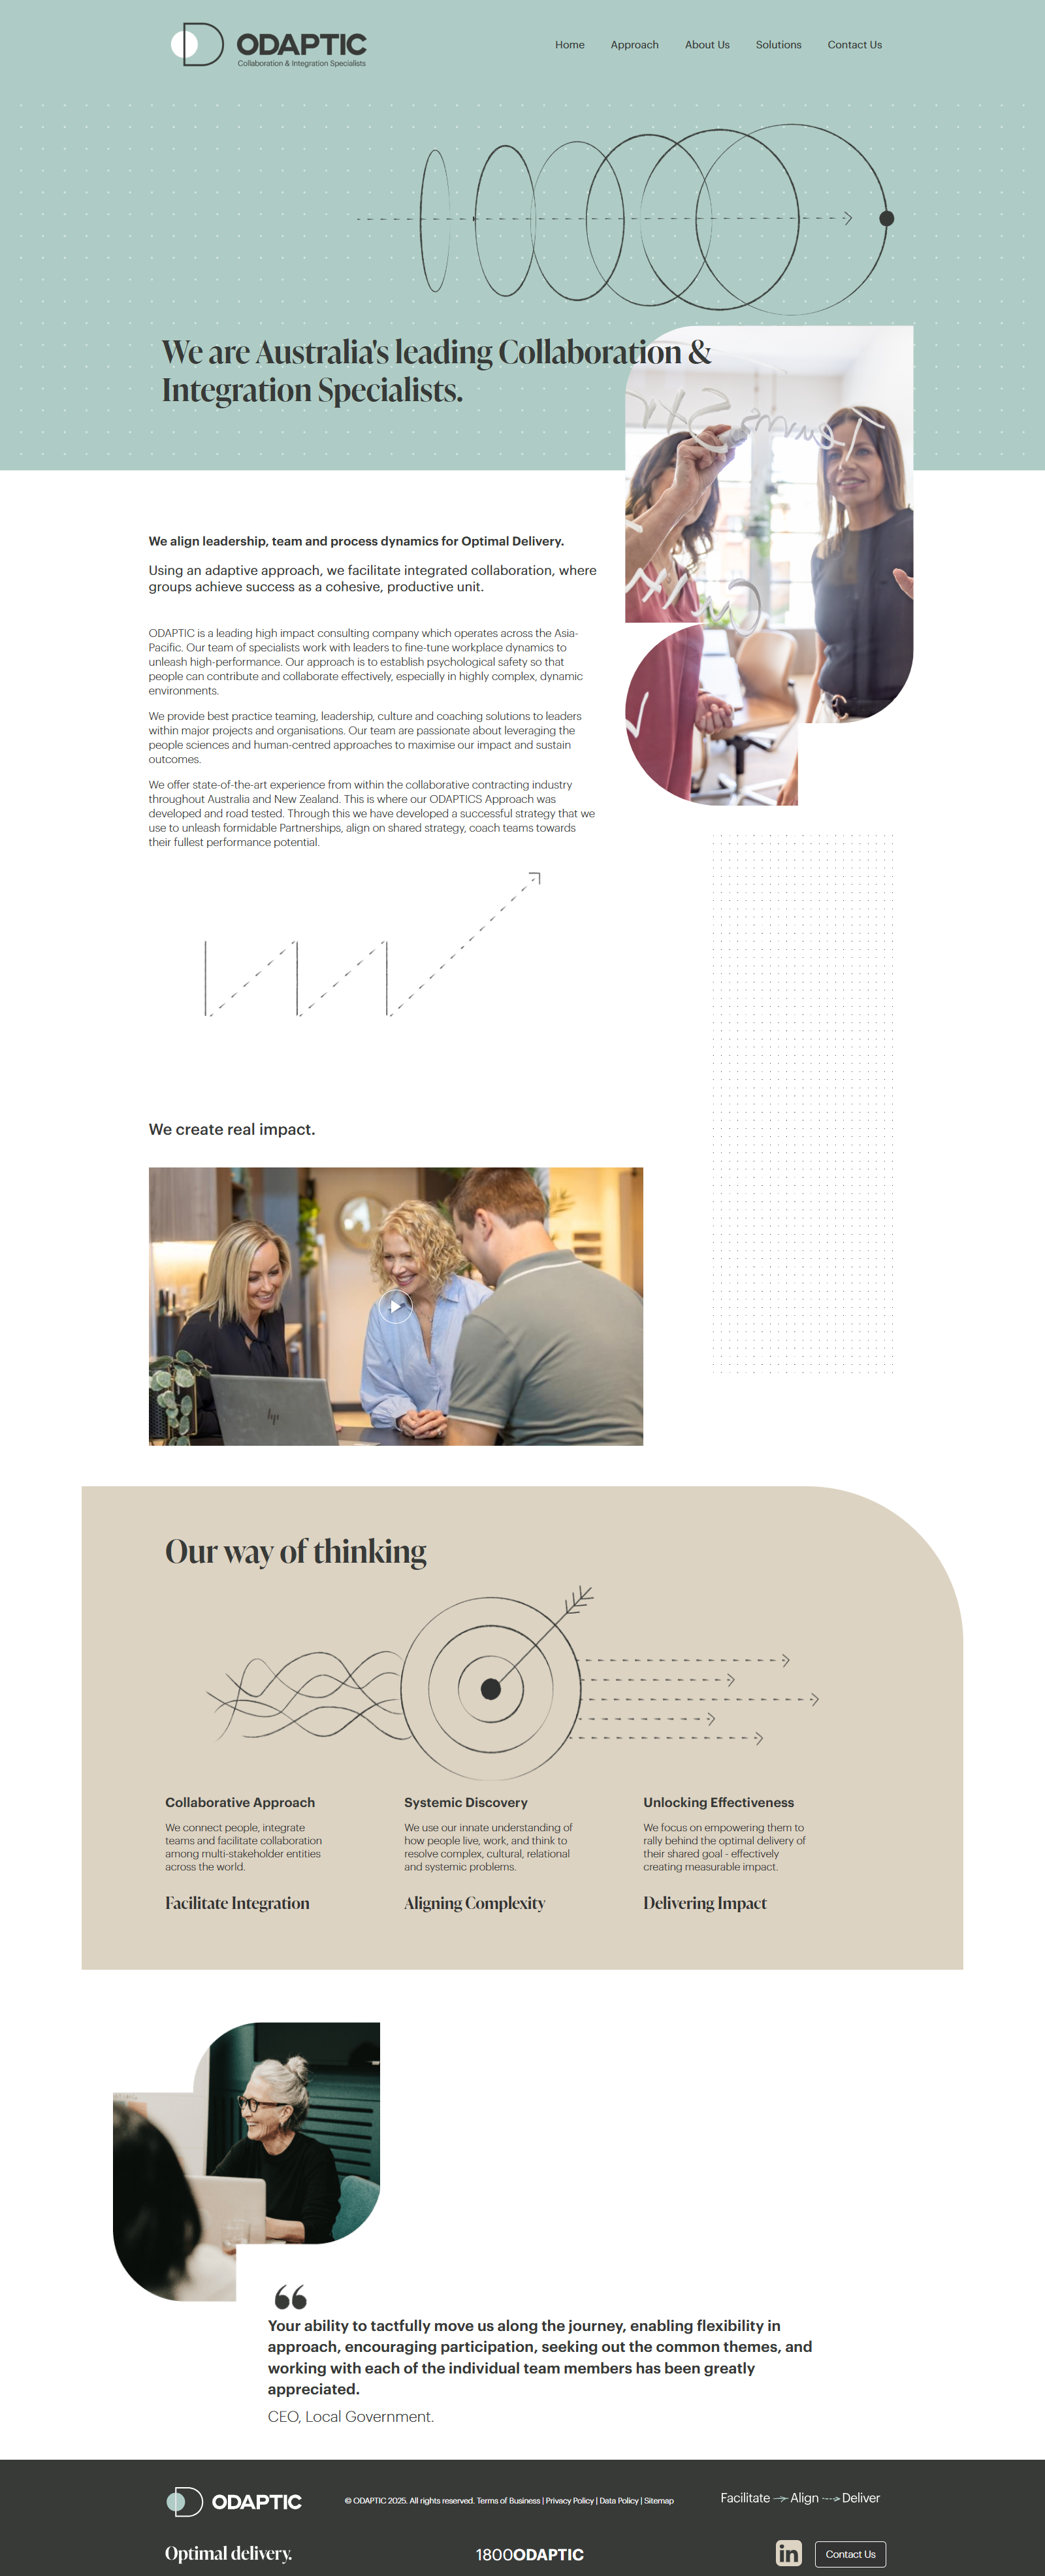 ODAPTIC
Collaboration & Integration Specialists
Home Approach About Us Solutions Contact Us
We are Australia's leading Collaboration &
Integration Specialists.
We align leadership, team and process dynamics for Optimal Delivery.
Using an adaptive approach, we facilitate integrated collaboration, where
groups achieve success as a cohesive, productive unit.
ODAPTIC is a leading high impact consulting company which operates across the Asia-
Pacific. Our team of specialists work with leaders to fine-tune workplace dynamics to
unleash high-performance. Our approach is to establish psychological safety so that
people can contribute and collaborate effectively, especially in highly complex, dynamic
environments.
We provide best practice teaming, leadership, culture and coaching solutions to leaders
within major projects and organisations. Our team are passionate about leveraging the
people sciences and human-centred approaches to maximise our impact and sustain
outcomes.
We offer state-of-the-art experience from within the collaborative contracting industry
throughout Australia and New Zealand. This is where our ODAPTICS Approach was
developed and road tested. Through this we have developed a successful strategy that we
use to unleash formidable Partnerships, align on shared strategy, coach teams towards
their fullest performance potential.
We create real impact.
hp
Our way of thinking
Collaborative Approach
We connect people, integrate
teams and facilitate collaboration
among multi-stakeholder entities
across the world.
Facilitate Integration
Systemic Discovery
We use our innate understanding of
how people live, work, and think to
resolve complex, cultural, relational
and systemic problems.
Aligning Complexity
Unlocking Effectiveness
We focus on empowering them to
rally behind the optimal delivery of
their shared goal - effectively
creating measurable impact.
Delivering Impact
❝
Your ability to tactfully move us along the journey, enabling flexibility in
approach, encouraging participation, seeking out the common themes, and
working with each of the individual team members has been greatly
appreciated.
CEO, Local Government.
ODAPTIC
© ODAPTIC 2025. All rights reserved. Terms of Business | Privacy Policy | Data Policy | Sitemap
Facilitate Align Deliver
Optimal delivery.
1800ODAPTIC
in
Contact Us